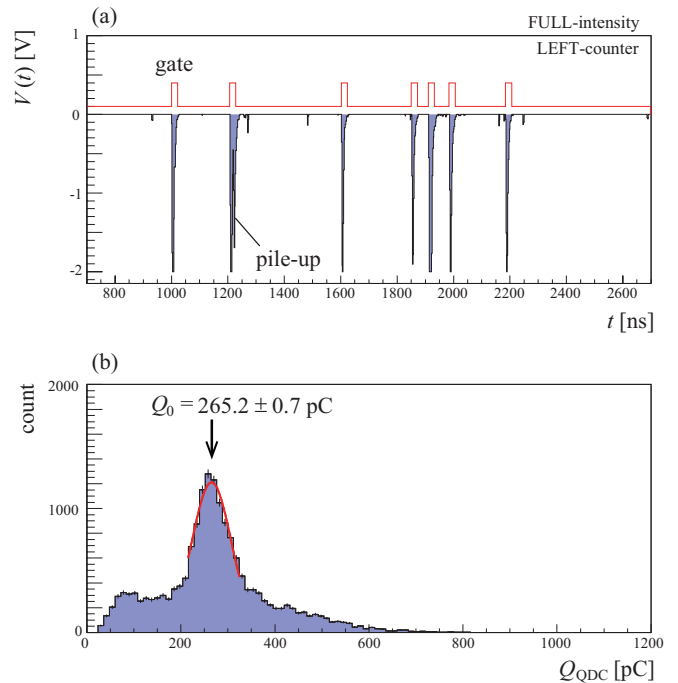 (a)
FULL-intensity
LEFT-counter
V(t) [V]
gate
pile-up
1
0
-1
-2
800 1000 1200 1400 1600 1800 2000 2200 2400 2600
t [ns]
(b)
count
Q0 = 265.2 ± 0.7 pC
2000
1000
0
0 200 400 600 800 1000 1200
QQDC [pC]